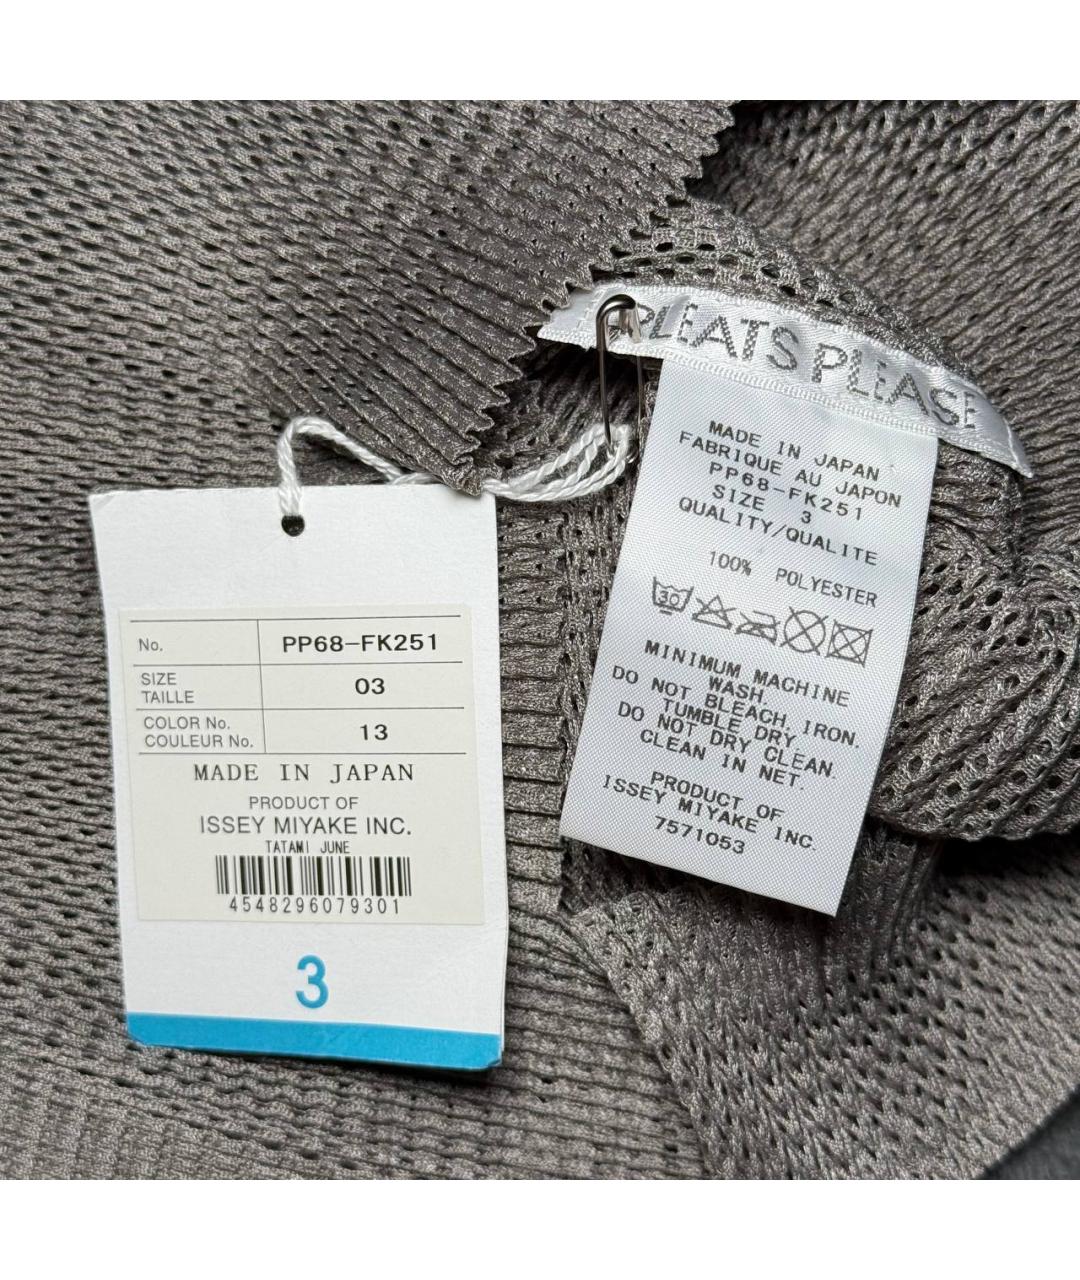 PLEATS PLEASE
MADE IN JAPAN
FABRIQUE AU JAPON
PP68-FK251
SIZE 3
QUALITY/QUALITE
100% POLYESTER
30
MINIMUM MACHINE
WASH.
DO NOT BLEACH, IRON.
TUMBLE DRY.
DO NOT DRY CLEAN.
CLEAN IN NET.
PRODUCT OF
ISSEY MIYAKE INC.
7571053
No. PP68-FK251
SIZE
TAILLE 03
COLOR No.
COULEUR No. 13
MADE IN JAPAN
PRODUCT OF
ISSEY MIYAKE INC.
TATAMI JUNE
4548296079301
3